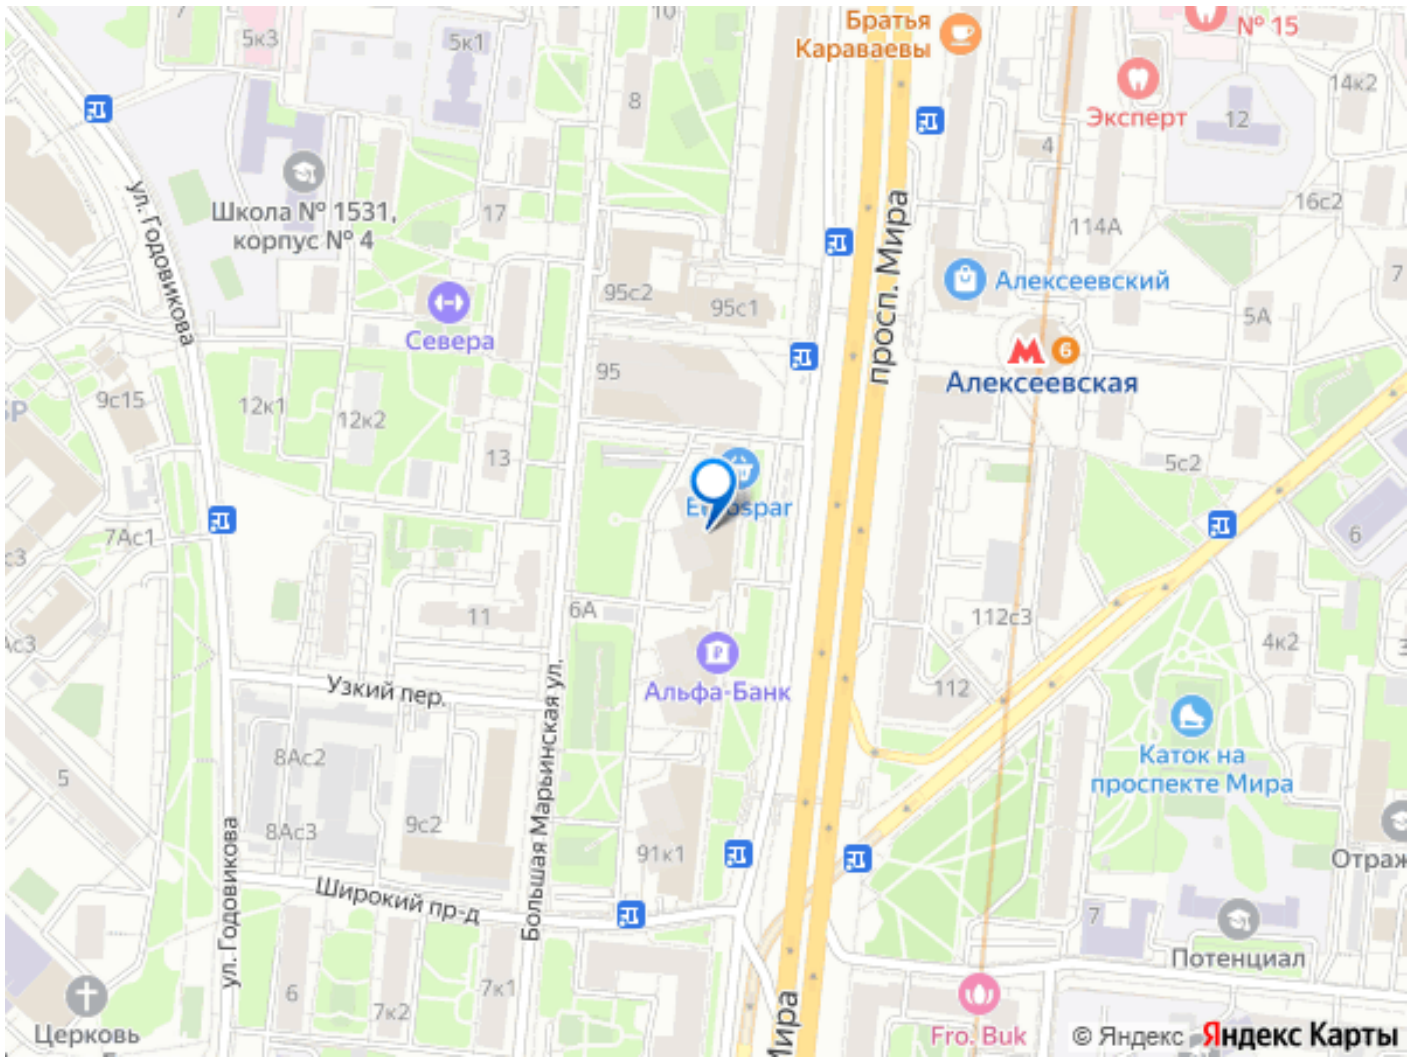 7
5к3
5к1
10
Братья
Караваевы
№ 15
8
Эксперт
12
14к2
4
Школа № 1531,
корпус № 4
17
ул. Годовикова
114А
16с2
просп. Мира
Алексеевский
7
95с2
95с1
5А
Севера
6
Алексеевская
95
9с15
12к1
12к2
13
5с2
Eurospar
7Ас1
6
6А
11
112с3
4к2
Альфа-Банк
112
Узкий пер.
Большая Марьинская ул.
Каток на
проспекте Мира
8Ас2
5
8Ас3
9с2
91к1
Отраж
ул. Годовикова
Широкий пр-д
7
Потенциал
6
7к2
7к1
Церковь
Мира
Fro. Buk
© Яндекс
Яндекс Карты